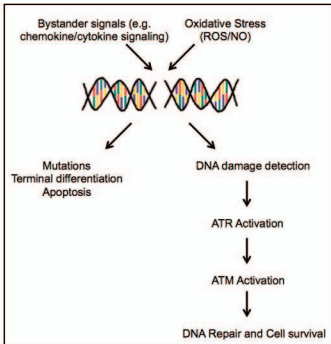 Bystander signals (e.g.
chemokine/cytokine signaling)
Oxidative Stress
(ROS/NO)
Mutations
Terminal differentiation
Apoptosis
DNA damage detection
ATR Activation
ATM Activation
DNA Repair and Cell survival